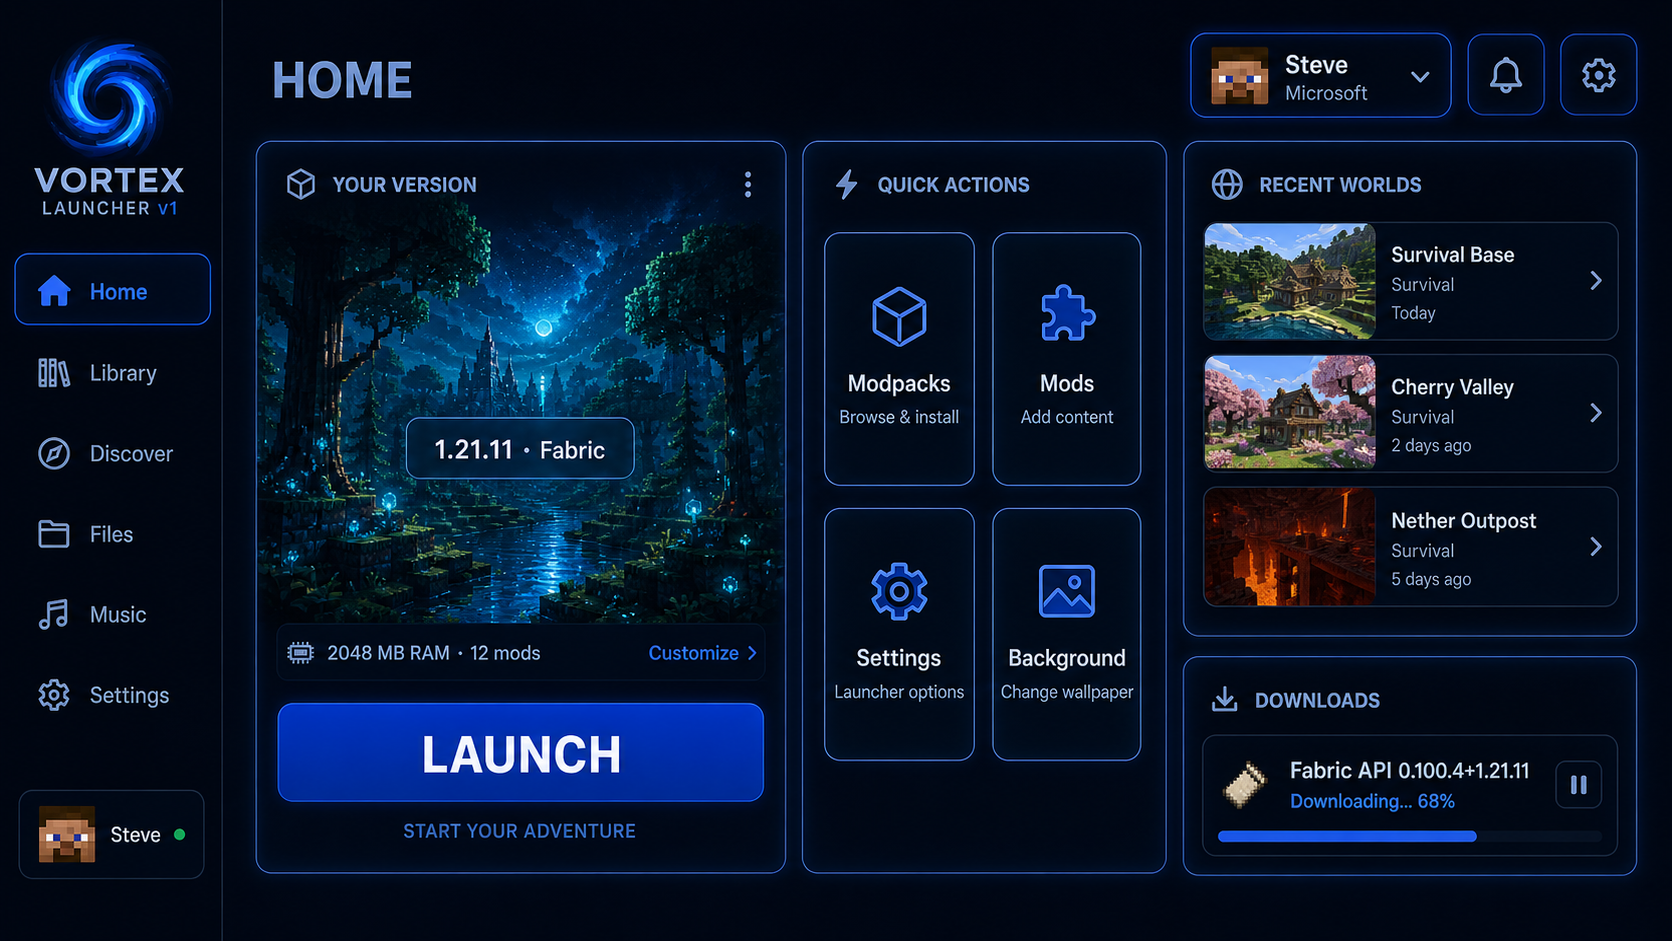 VORTEX
LAUNCHER v1
Home
Library
Discover
Files
Music
Settings
Steve
HOME
Steve
Microsoft
YOUR VERSION
1.21.11 • Fabric
2048 MB RAM • 12 mods
Customize
LAUNCH
START YOUR ADVENTURE
QUICK ACTIONS
Modpacks
Browse & install
Mods
Add content
Settings
Launcher options
Background
Change wallpaper
RECENT WORLDS
Survival Base
Survival
Today
Cherry Valley
Survival
2 days ago
Nether Outpost
Survival
5 days ago
DOWNLOADS
Fabric API 0.100.4+1.21.11
Downloading... 68%